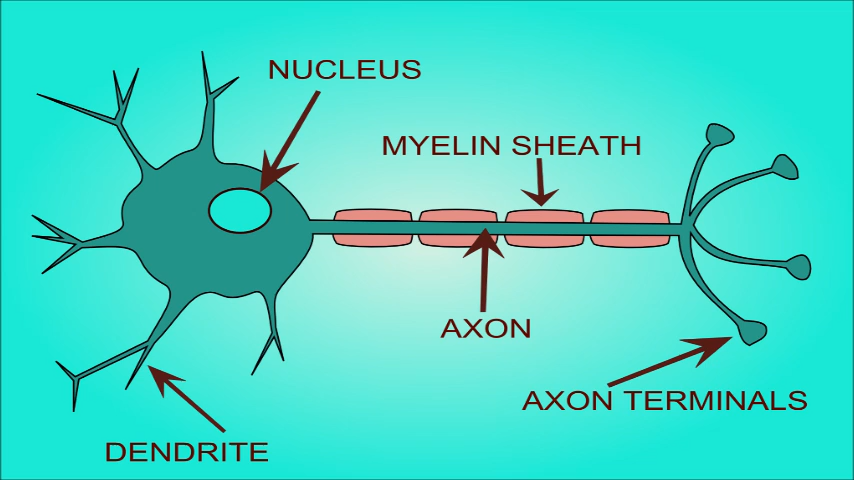 NUCLEUS
MYELIN SHEATH
AXON
AXON TERMINALS
DENDRITE